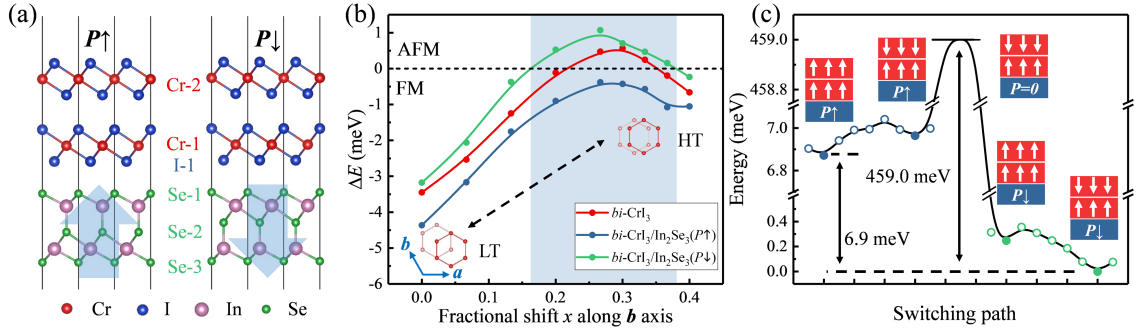 (a)
P↑
P↓
Cr-2
Cr-1
I-1
Se-1
Se-2
Se-3
Cr
I
In
Se
(b)
ΔE (meV)
1
0
-1
-2
-3
-4
-5
-6
AFM
FM
HT
LT
b
a
bi-CrI₃
bi-CrI₃/In₂Se₃(P↑)
bi-CrI₃/In₂Se₃(P↓)
0.0
0.1
0.2
0.3
0.4
Fractional shift x along b axis
(c)
Energy (meV)
459.0
458.8
7.0
6.8
0.4
0.2
0.0
P↑
P↑
P=0
P↓
P↓
459.0 meV
6.9 meV
Switching path